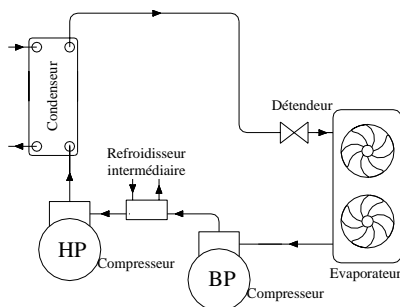 Condenseur
Détendeur
Refroidisseur
intermédiaire
HP
Compresseur
BP
Compresseur
Evaporateur